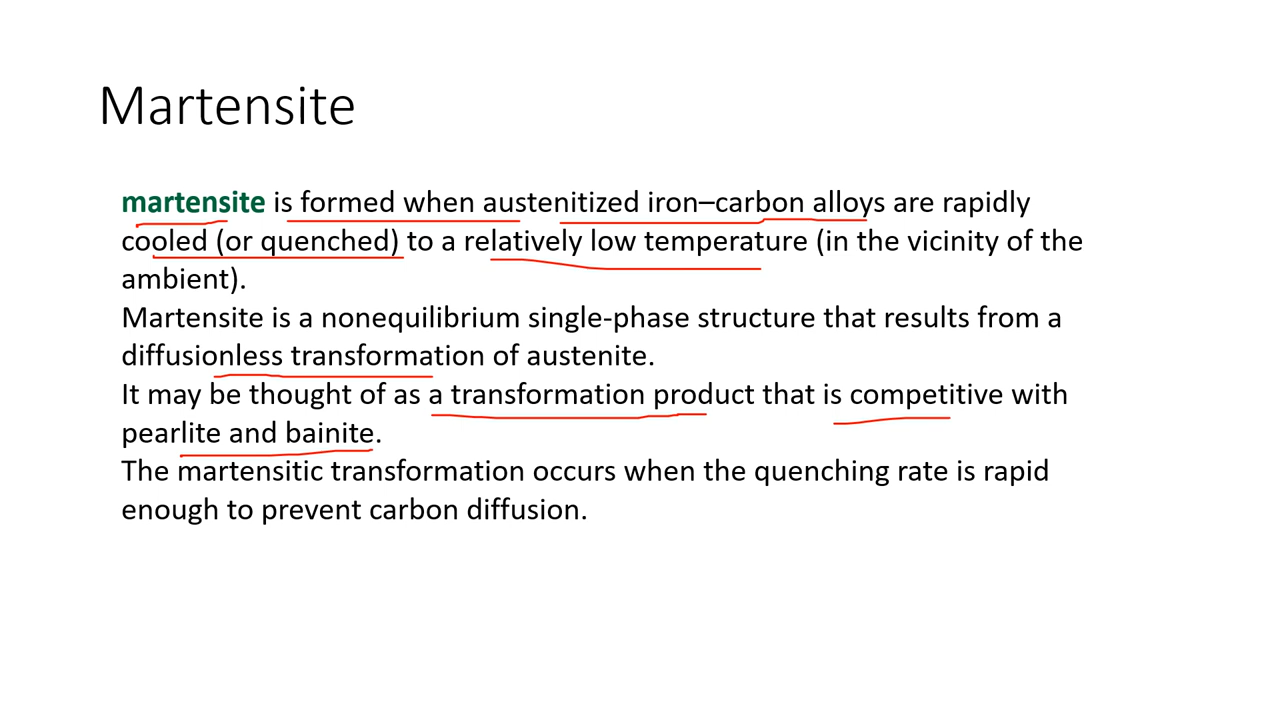 Martensite
martensite is formed when austenitized iron–carbon alloys are rapidly
cooled (or quenched) to a relatively low temperature (in the vicinity of the
ambient).
Martensite is a nonequilibrium single-phase structure that results from a
diffusionless transformation of austenite.
It may be thought of as a transformation product that is competitive with
pearlite and bainite.
The martensitic transformation occurs when the quenching rate is rapid
enough to prevent carbon diffusion.